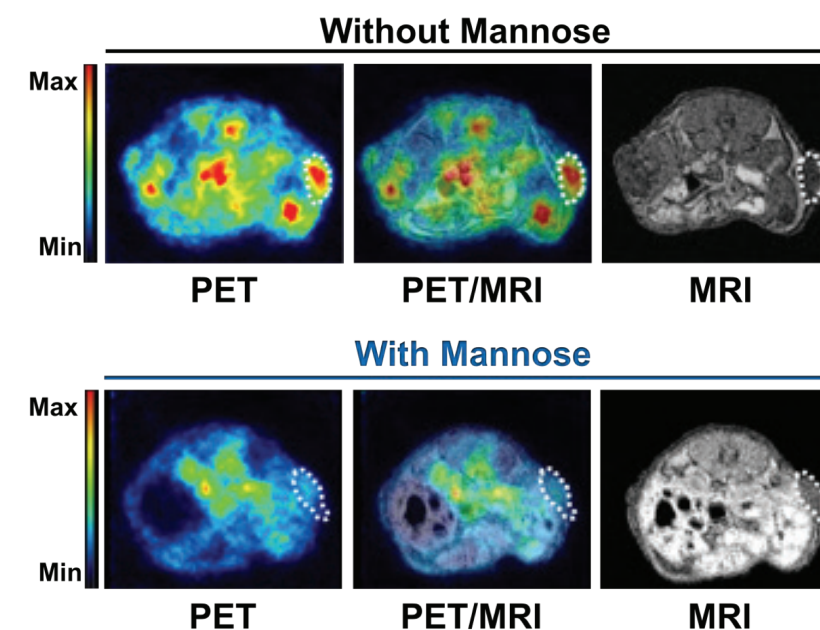 Without Mannose
Max
Min
PET
PET/MRI
MRI
With Mannose
Max
Min
PET
PET/MRI
MRI